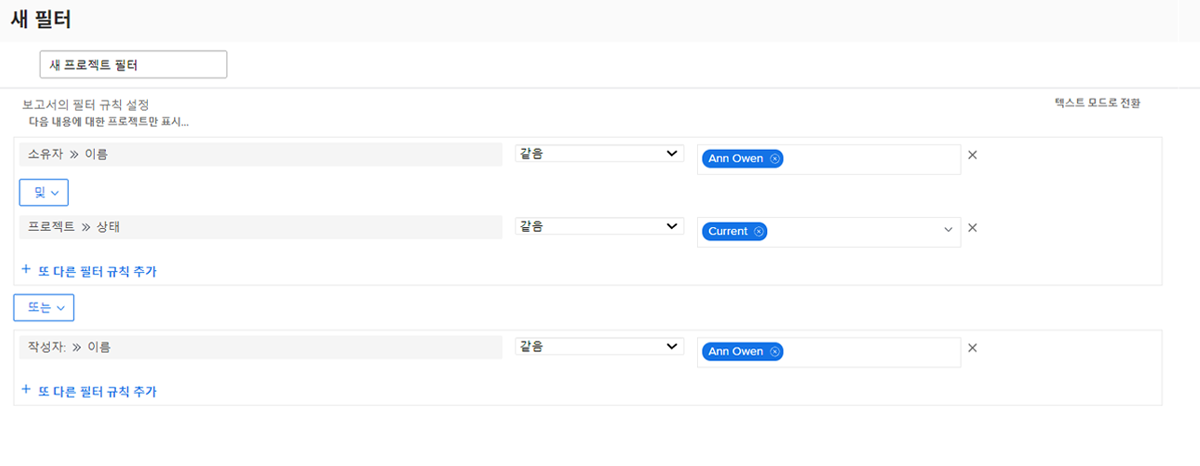 새 필터
새 프로젝트 필터
보고서의 필터 규칙 설정
텍스트 모드로 전환
다음 내용에 대한 프로젝트만 표시...
소유자 » 이름 같음 Ann Owen
및
프로젝트 » 상태 같음 Current
+ 또 다른 필터 규칙 추가
또는
작성자: » 이름 같음 Ann Owen
+ 또 다른 필터 규칙 추가